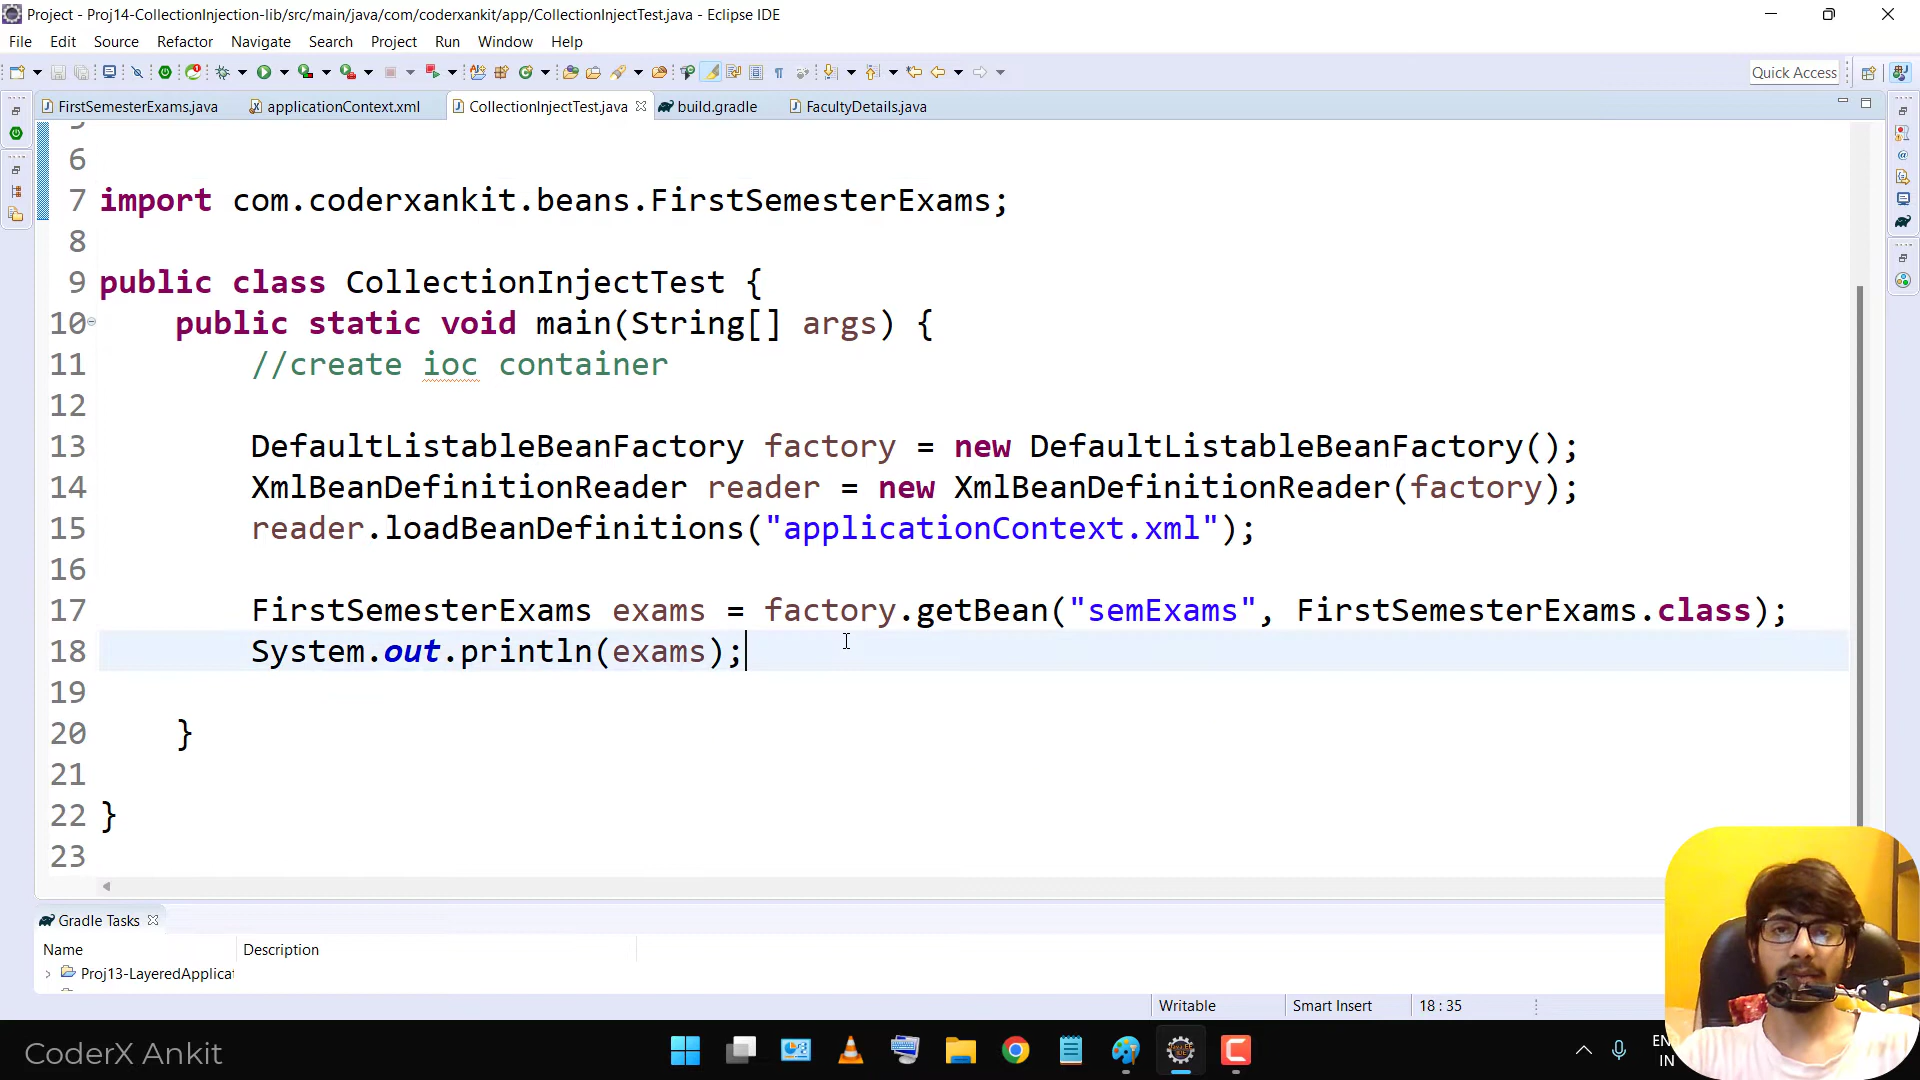 Project - Proj14-CollectionInjection-lib/src/main/java/com/coderxankit/app/CollectionInjectTest.java - Eclipse IDE
File Edit Source Refactor Navigate Search Project Run Window Help
Quick Access
FirstSemesterExams.java applicationContext.xml CollectionInjectTest.java build.gradle FacultyDetails.java
6
7 import com.coderxankit.beans.FirstSemesterExams;
8
9 public class CollectionInjectTest {
10 public static void main(String[] args) {
11 //create ioc container
12
13 DefaultListableBeanFactory factory = new DefaultListableBeanFactory();
14 XmlBeanDefinitionReader reader = new XmlBeanDefinitionReader(factory);
15 reader.loadBeanDefinitions("applicationContext.xml");
16
17 FirstSemesterExams exams = factory.getBean("semExams", FirstSemesterExams.class);
18 System.out.println(exams);
19
20 }
21
22 }
23
Gradle Tasks
Name Description
Proj13-LayeredApplicat
Writable Smart Insert 18 : 35
CoderX Ankit
EN
IN